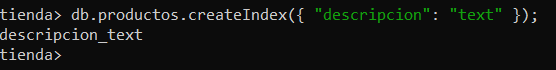 tienda> db.productos.createIndex({ "descripcion": "text" });
descripcion_text
tienda>